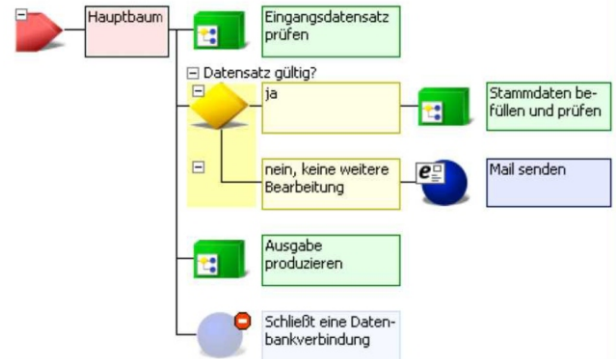 Hauptbaum
Eingangsdatensatz
prüfen
Datensatz gültig?
ja
Stammdaten be-
füllen und prüfen
nein, keine weitere
Bearbeitung
e
Mail senden
Ausgabe
produzieren
Schließt eine Daten-
bankverbindung